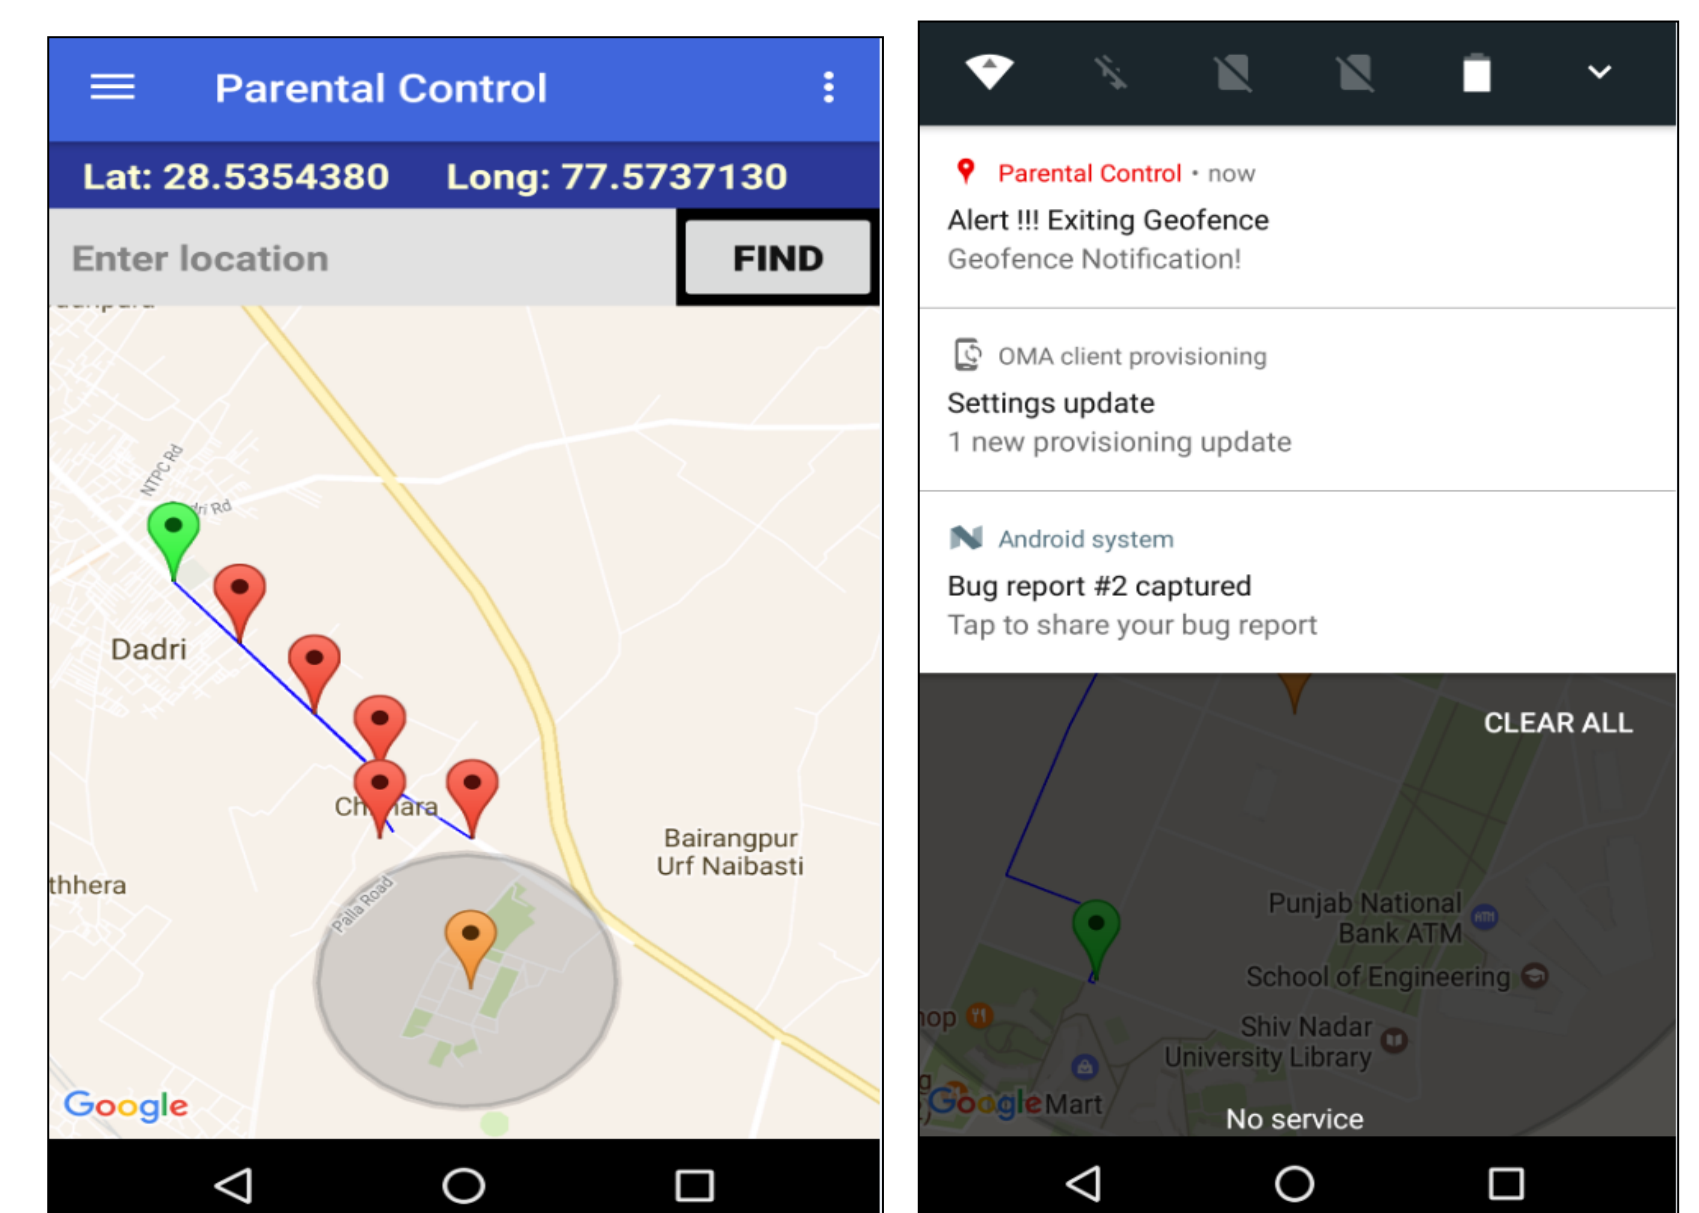 Parental Control
Lat: 28.5354380 Long: 77.5737130
Enter location
FIND
NTPC Rd
Dadri
Bairangpur
Urf Naibasti
thhera
Palla Road
Google
Parental Control • now
Alert !!! Exiting Geofence
Geofence Notification!
OMA client provisioning
Settings update
1 new provisioning update
Android system
Bug report #2 captured
Tap to share your bug report
CLEAR ALL
Punjab National
Bank ATM
ATM
School of Engineering
Shiv Nadar
University Library
Google Mart
No service